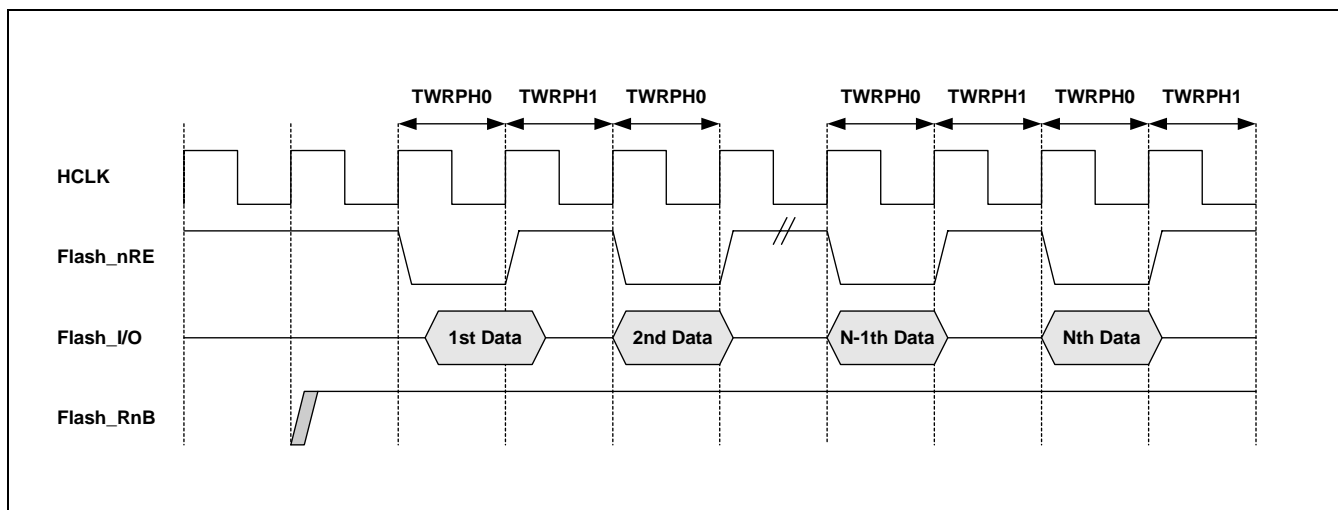 TWRPH0 TWRPH1 TWRPH0 TWRPH0 TWRPH1 TWRPH0 TWRPH1
HCLK
Flash_nRE
Flash_I/O 1st Data 2nd Data N-1th Data Nth Data
Flash_RnB